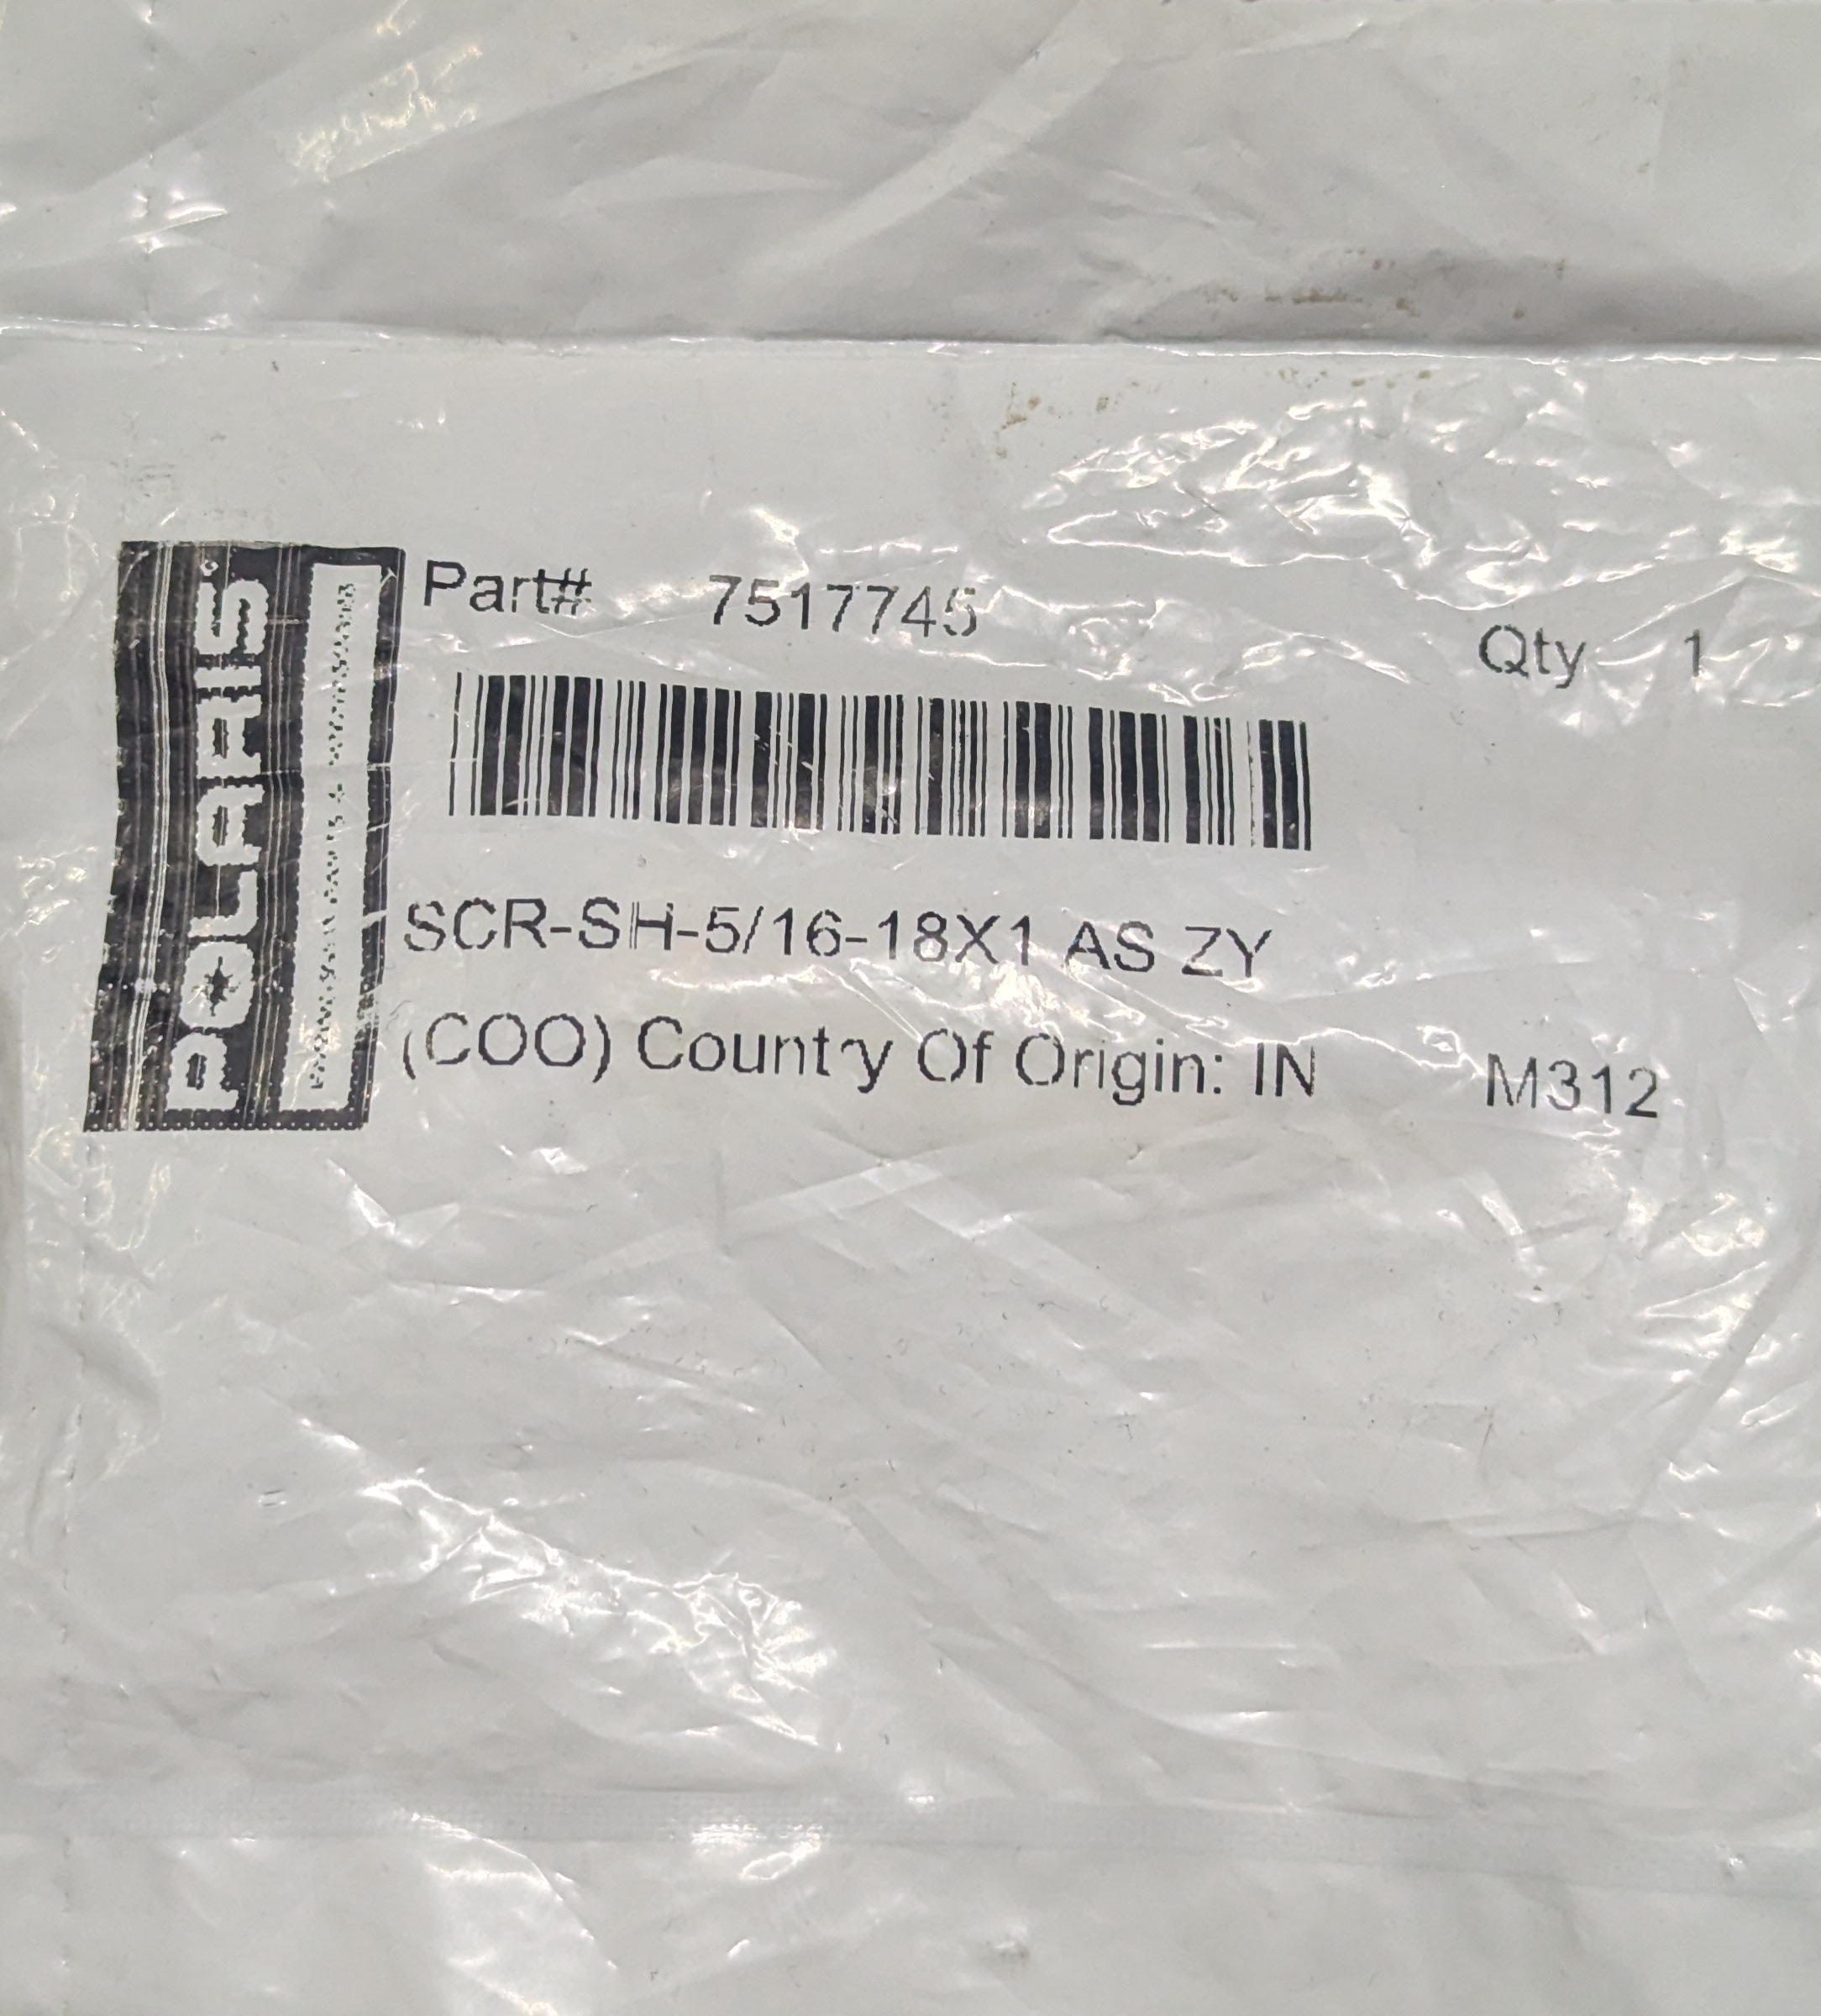 POLARIS
Part# 7517745
Qty 1
SCR-SH-5/16-18X1 AS ZY
(COO) Country Of Origin: IN
M312